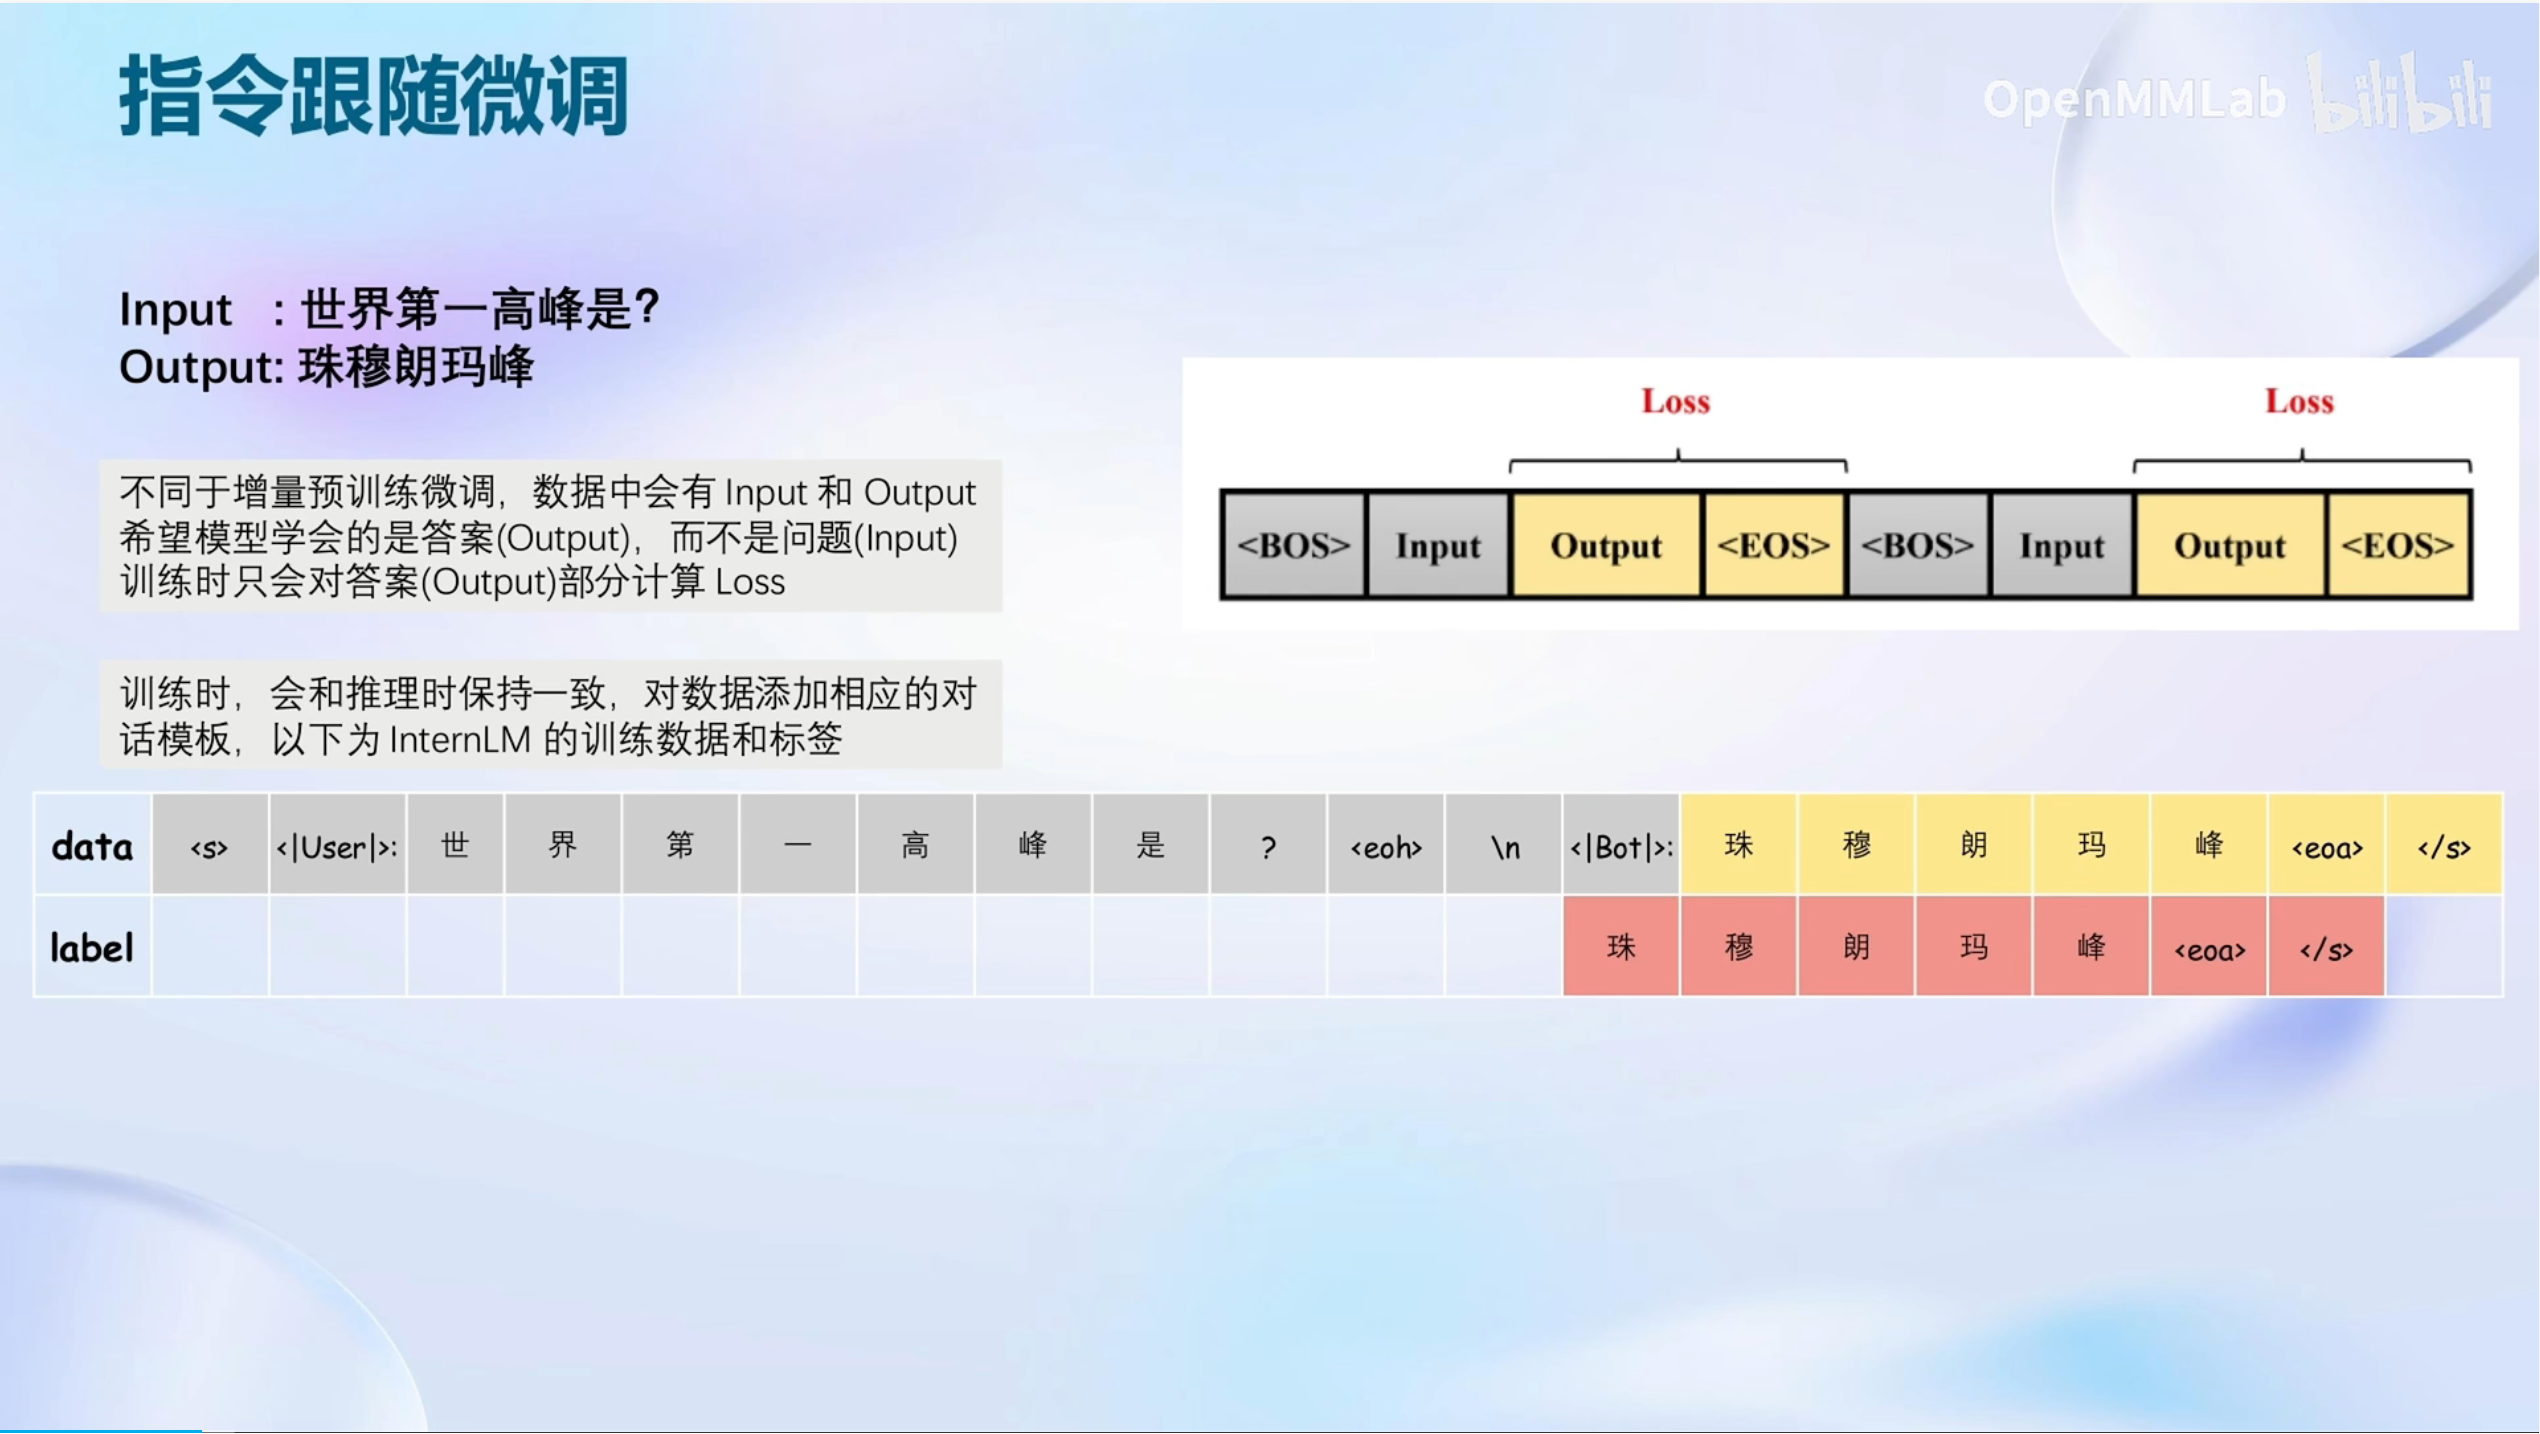 指令跟随微调
OpenMMLab bilibili
Input : 世界第一高峰是？
Output: 珠穆朗玛峰
不同于增量预训练微调，数据中会有 Input 和 Output
希望模型学会的是答案(Output)，而不是问题(Input)
训练时只会对答案(Output)部分计算 Loss
Loss Loss
<BOS> Input Output <EOS> <BOS> Input Output <EOS>
训练时，会和推理时保持一致，对数据添加相应的对
话模板，以下为 InternLM 的训练数据和标签
data <s> <|User|>: 世 界 第 一 高 峰 是 ? <eoh> \n <|Bot|>: 珠 穆 朗 玛 峰 <eoa> </s>
label 珠 穆 朗 玛 峰 <eoa> </s>